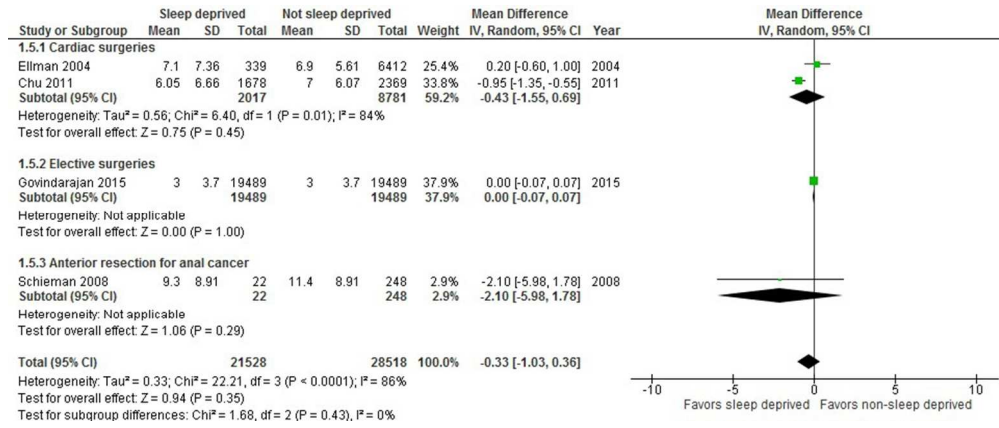 Sleep deprived Not sleep deprived Mean Difference Mean Difference
Study or Subgroup Mean SD Total Mean SD Total Weight IV, Random, 95% CI Year IV, Random, 95% CI
1.5.1 Cardiac surgeries
Ellman 2004 7.1 7.36 339 6.9 5.61 6412 25.4% 0.20 [-0.60, 1.00] 2004
Chu 2011 6.05 6.66 1678 7 6.07 2369 33.8% -0.95 [-1.35, -0.55] 2011
Subtotal (95% CI) 2017 8781 59.2% -0.43 [-1.55, 0.69]
Heterogeneity: Tau² = 0.56; Chi² = 6.40, df = 1 (P = 0.01); I² = 84%
Test for overall effect: Z = 0.75 (P = 0.45)
1.5.2 Elective surgeries
Govindarajan 2015 3 3.7 19489 3 3.7 19489 37.9% 0.00 [-0.07, 0.07] 2015
Subtotal (95% CI) 19489 19489 37.9% 0.00 [-0.07, 0.07]
Heterogeneity: Not applicable
Test for overall effect: Z = 0.00 (P = 1.00)
1.5.3 Anterior resection for anal cancer
Schieman 2008 9.3 8.91 22 11.4 8.91 248 2.9% -2.10 [-5.98, 1.78] 2008
Subtotal (95% CI) 22 248 2.9% -2.10 [-5.98, 1.78]
Heterogeneity: Not applicable
Test for overall effect: Z = 1.06 (P = 0.29)
Total (95% CI) 21528 28518 100.0% -0.33 [-1.03, 0.36]
Heterogeneity: Tau² = 0.33; Chi² = 22.21, df = 3 (P < 0.0001); I² = 86%
Test for overall effect: Z = 0.94 (P = 0.35)
Test for subgroup differences: Chi² = 1.68, df = 2 (P = 0.43), I² = 0%
-10 -5 0 5 10
Favors sleep deprived Favors non-sleep deprived